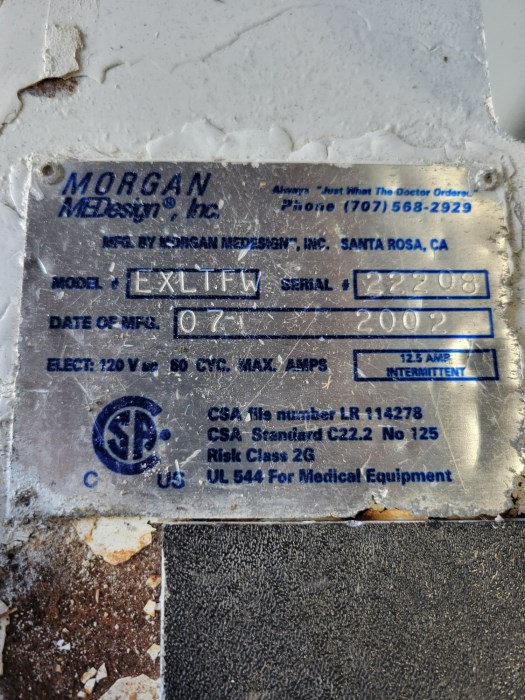 MORGAN
MEDesign®, Inc.
Always "Just What The Doctor Orders..."
Phone (707) 568-2929
MFG. BY MORGAN MEDESIGN™, INC. SANTA ROSA, CA
MODEL # EXLTFW SERIAL # 22208
DATE OF MFG. 07- 2002
ELECT: 120 V ac 60 CYC. MAX. AMPS 12.5 AMP INTERMITTENT
CSA
C US
CSA file number LR 114278
CSA Standard C22.2 No 125
Risk Class 2G
UL 544 For Medical Equipment